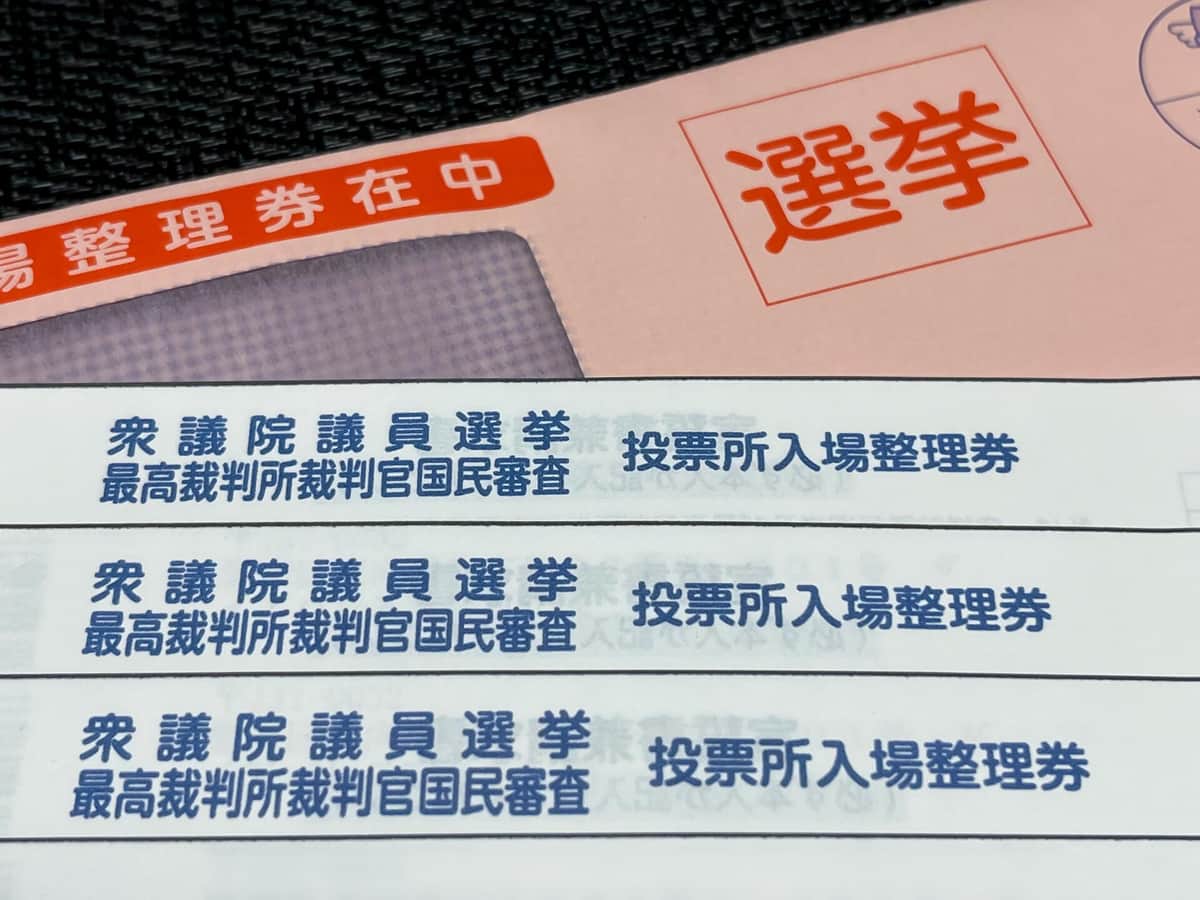 選挙
場整理券在中
衆議院議員選挙
最高裁判所裁判官国民審査
投票所入場整理券
衆議院議員選挙
最高裁判所裁判官国民審査
投票所入場整理券
衆議院議員選挙
最高裁判所裁判官国民審査
投票所入場整理券